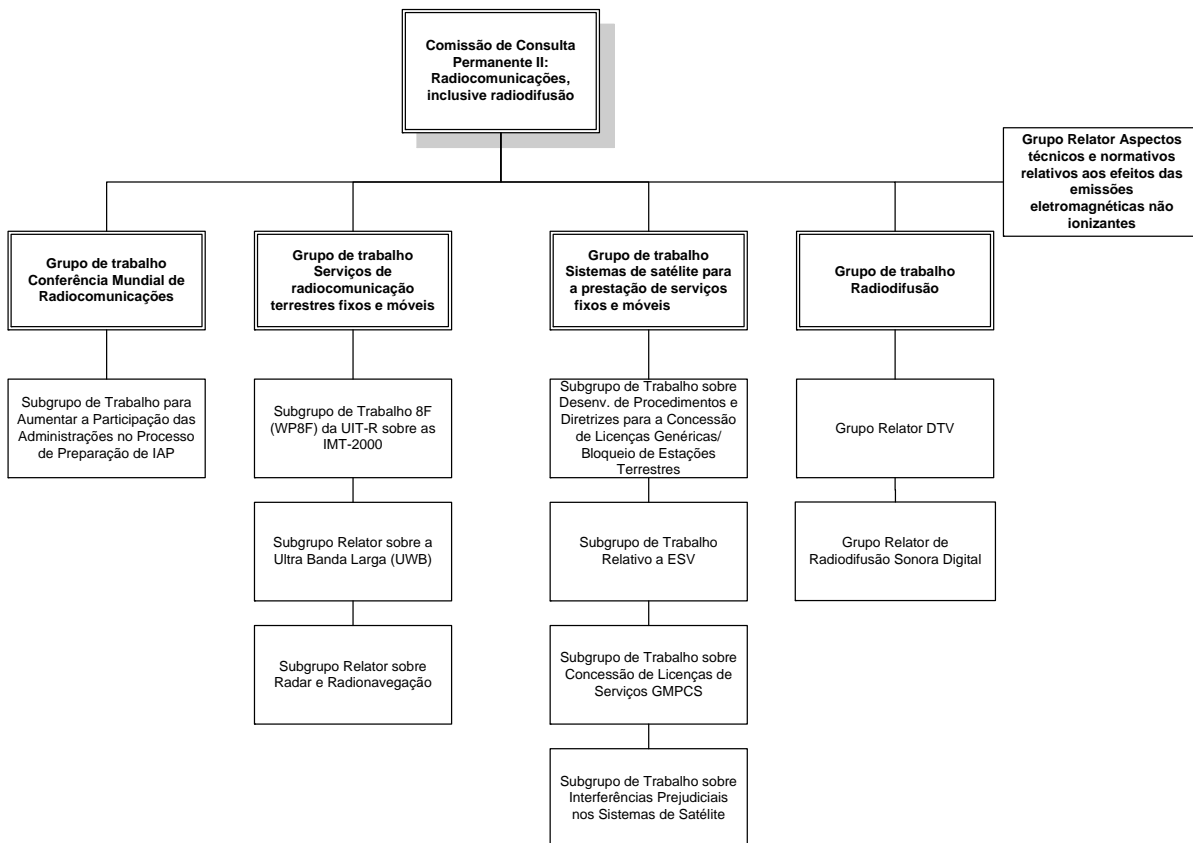 Comissão de Consulta
Permanente II:
Radiocomunicações,
inclusive radiodifusão
Grupo Relator Aspectos
técnicos e normativos
relativos aos efeitos das
emissões
eletromagnéticas não
ionizantes
Grupo de trabalho
Conferência Mundial de
Radiocomunicações
Grupo de trabalho
Serviços de
radiocomunicação
terrestres fixos e móveis
Grupo de trabalho
Sistemas de satélite para
a prestação de serviços
fixos e móveis
Grupo de trabalho
Radiodifusão
Subgrupo de Trabalho para
Aumentar a Participação das
Administrações no Processo
de Preparação de IAP
Subgrupo de Trabalho 8F
(WP8F) da UIT-R sobre as
IMT-2000
Subgrupo de Trabalho sobre
Desenv. de Procedimentos e
Diretrizes para a Concessão
de Licenças Genéricas/
Bloqueio de Estações
Terrestres
Grupo Relator DTV
Subgrupo Relator sobre a
Ultra Banda Larga (UWB)
Subgrupo de Trabalho
Relativo a ESV
Grupo Relator de
Radiodifusão Sonora Digital
Subgrupo Relator sobre
Radar e Radionavegação
Subgrupo de Trabalho sobre
Concessão de Licenças de
Serviços GMPCS
Subgrupo de Trabalho sobre
Interferências Prejudiciais
nos Sistemas de Satélite